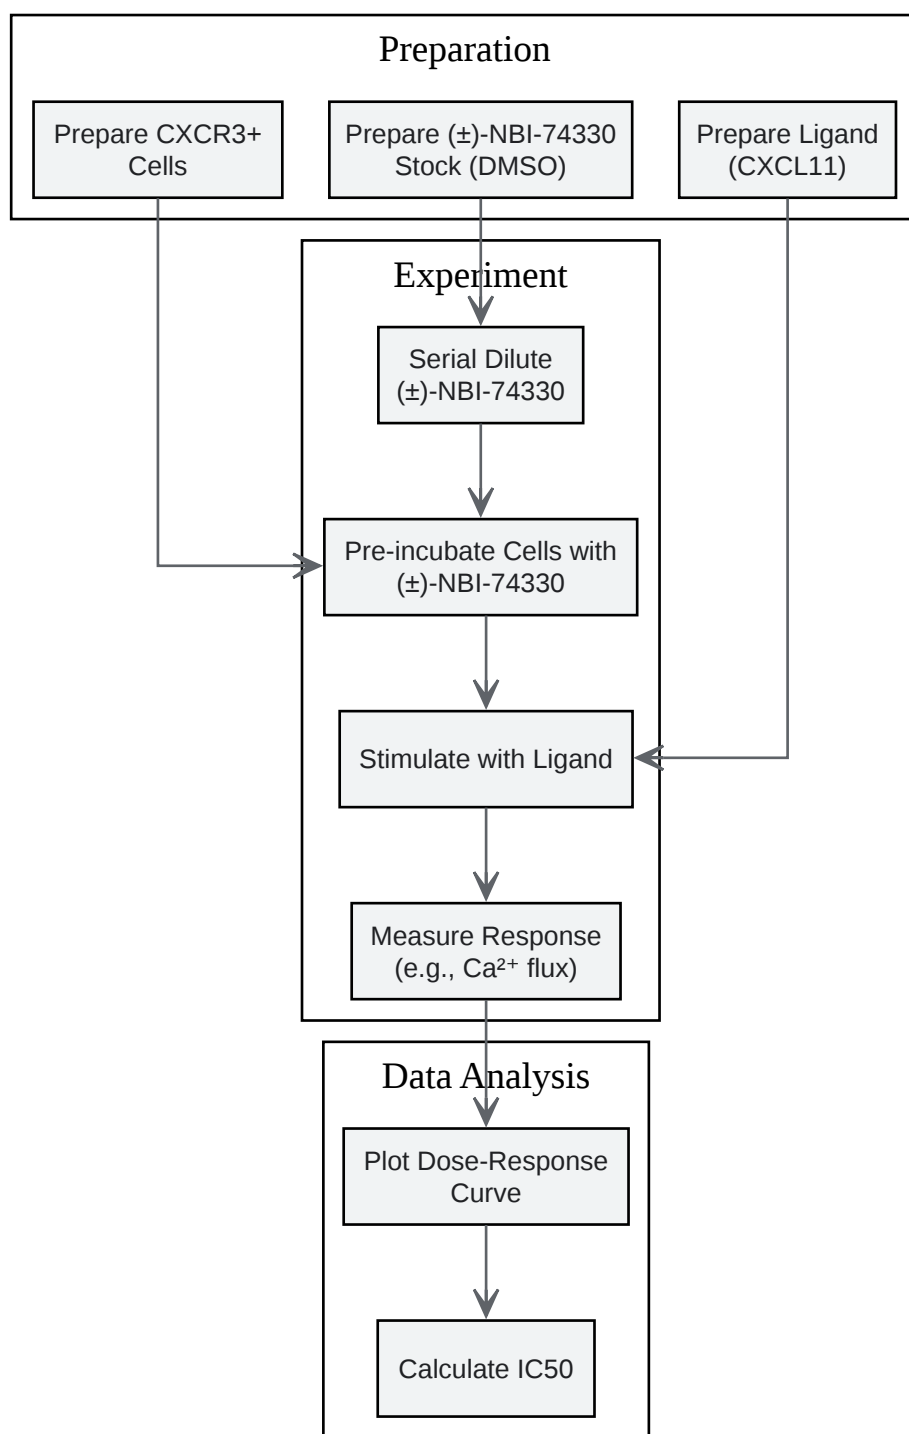 Preparation
Prepare CXCR3+
Cells
Prepare (±)-NBI-74330
Stock (DMSO)
Prepare Ligand
(CXCL11)
Experiment
Serial Dilute
(±)-NBI-74330
Pre-incubate Cells with
(±)-NBI-74330
Stimulate with Ligand
Measure Response
(e.g., Ca²⁺ flux)
Data Analysis
Plot Dose-Response
Curve
Calculate IC50